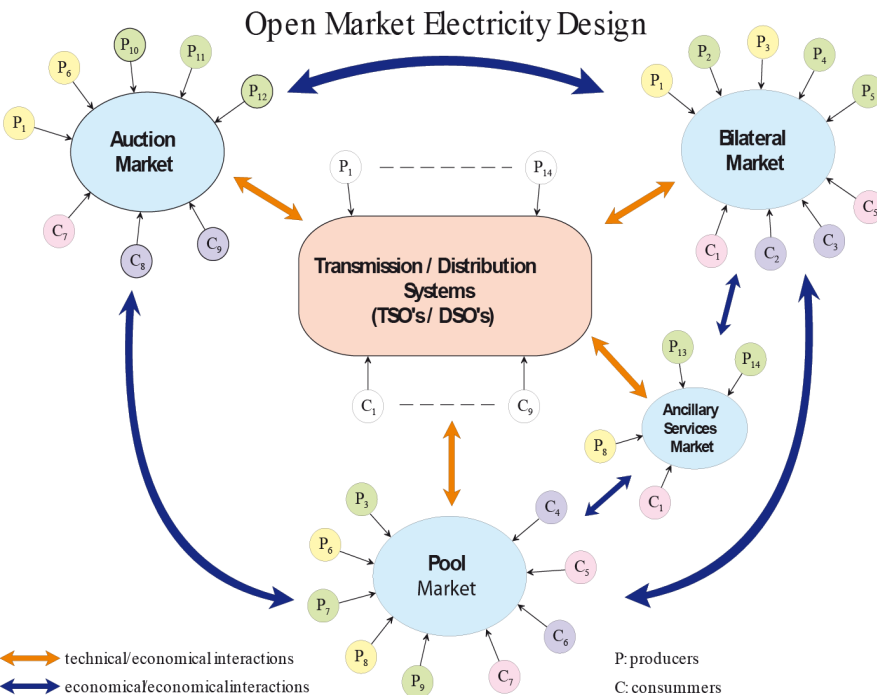 Open Market Electricity Design
P10
P11
P6
P12
P1
Auction
Market
C7
C8
C9
P3
P2
P4
P1
P5
Bilateral
Market
C5
C1
C2
C3
P1
P14
Transmission / Distribution
Systems
(TSO's / DSO's)
C1
C9
P13
P14
Ancillary
Services
Market
P8
C1
P3
C4
P6
Pool
Market
C5
P7
C6
P8
P9
C7
technical/economical interactions
economical/economical interactions
P: producers
C: consummers